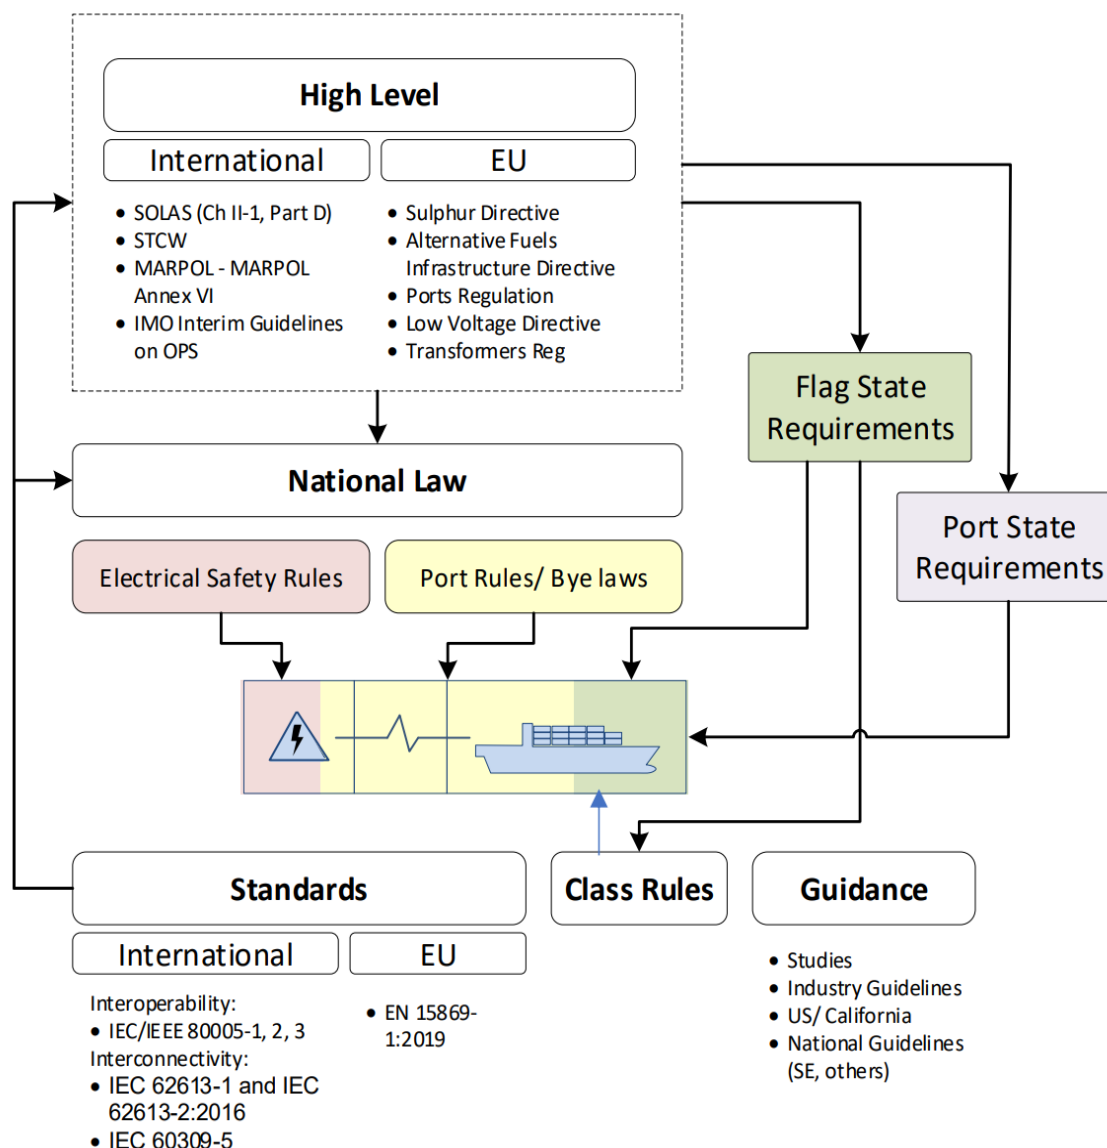 High Level
International
EU
• SOLAS (Ch II-1, Part D)
• STCW
• MARPOL - MARPOL
Annex VI
• IMO Interim Guidelines
on OPS
• Sulphur Directive
• Alternative Fuels
Infrastructure Directive
• Ports Regulation
• Low Voltage Directive
• Transformers Reg
Flag State
Requirements
National Law
Port State
Requirements
Electrical Safety Rules
Port Rules/ Bye laws
Standards
Class Rules
Guidance
International
EU
Interoperability:
• IEC/IEEE 80005-1, 2, 3
Interconnectivity:
• IEC 62613-1 and IEC
62613-2:2016
• IEC 60309-5
• EN 15869-
1:2019
• Studies
• Industry Guidelines
• US/ California
• National Guidelines
(SE, others)